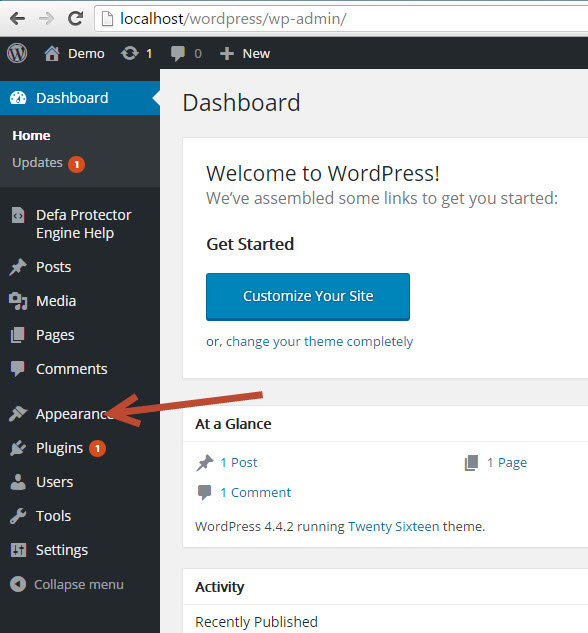 localhost/wordpress/wp-admin/
Demo 1 0 New
Dashboard
Home
Updates 1
Defa Protector
Engine Help
Posts
Media
Pages
Comments
Appearance
Plugins 1
Users
Tools
Settings
Collapse menu
Dashboard
Welcome to WordPress!
We've assembled some links to get you started:
Get Started
Customize Your Site
or, change your theme completely
At a Glance
1 Post 1 Page
1 Comment
WordPress 4.4.2 running Twenty Sixteen theme.
Activity
Recently Published